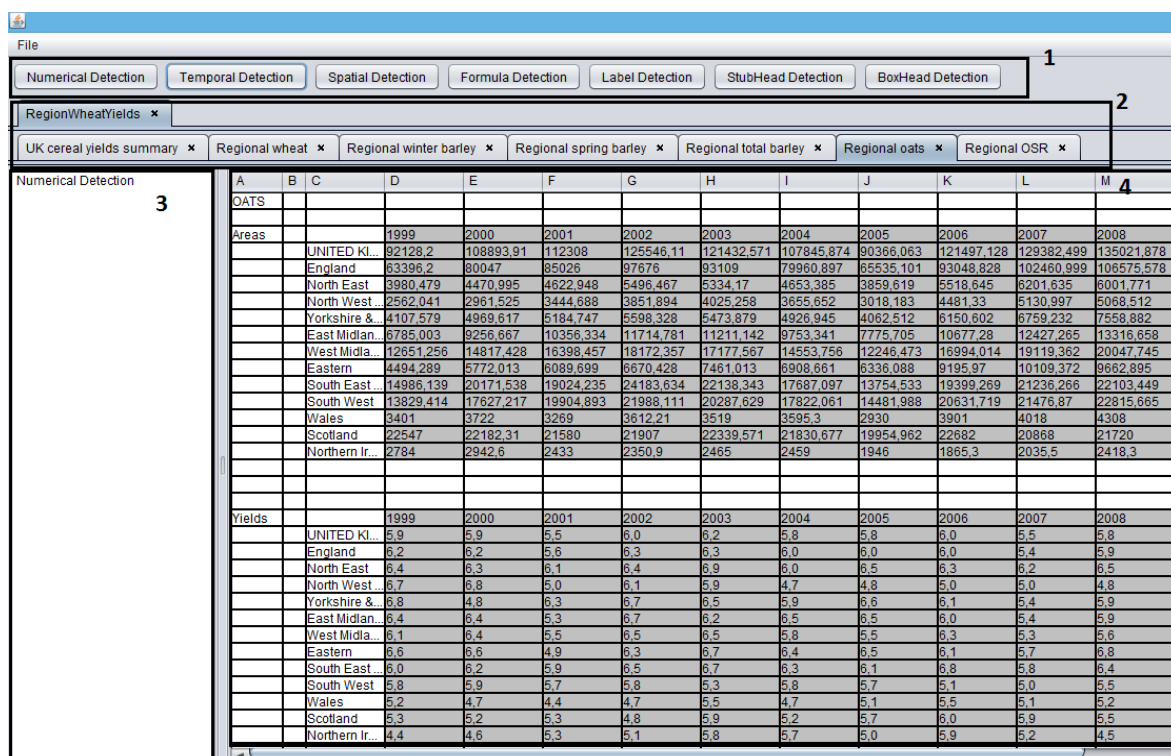 File
1
Numerical Detection Temporal Detection Spatial Detection Formula Detection Label Detection StubHead Detection BoxHead Detection
2
RegionWheatYields ×
UK cereal yields summary × Regional wheat × Regional winter barley × Regional spring barley × Regional total barley × Regional oats × Regional OSR ×
Numerical Detection
3
A B C D E F G H I J K L M
4
OATS
Areas 1999 2000 2001 2002 2003 2004 2005 2006 2007 2008
UNITED KI... 92128,2 108893,91 112308 125546,11 121432,571 107845,874 90366,063 121497,128 129382,499 135021,878
England 63396,2 80047 85026 97676 93109 79960,897 65535,101 93048,828 102460,999 106575,578
North East 3980,479 4470,995 4622,948 5496,467 5334,17 4653,385 3859,619 5518,645 6201,635 6001,771
North West ... 2562,041 2961,525 3444,688 3851,894 4025,258 3655,652 3018,183 4481,33 5130,997 5068,512
Yorkshire &... 4107,579 4969,617 5184,747 5598,328 5473,879 4926,945 4062,512 6150,602 6759,232 7558,882
East Midlan... 6785,003 9256,667 10356,334 11714,781 11211,142 9753,341 7775,705 10677,28 12427,265 13316,658
West Midla... 12651,256 14817,428 16398,457 18172,357 17177,567 14553,756 12246,473 16994,014 19119,362 20047,745
Eastern 4494,289 5772,013 6089,699 6670,428 7461,013 6908,661 6336,088 9195,97 10109,372 9662,895
South East ... 14986,139 20171,538 19024,235 24183,634 22138,343 17687,097 13754,533 19399,269 21236,266 22103,449
South West 13829,414 17627,217 19904,893 21988,111 20287,629 17822,061 14481,988 20631,719 21476,87 22815,665
Wales 3401 3722 3269 3612,21 3519 3595,3 2930 3901 4018 4308
Scotland 22547 22182,31 21580 21907 22339,571 21830,677 19954,962 22682 20868 21720
Northern Ir... 2784 2942,6 2433 2350,9 2465 2459 1946 1865,3 2035,5 2418,3
Yields 1999 2000 2001 2002 2003 2004 2005 2006 2007 2008
UNITED KI... 5,9 5,9 5,5 6,0 6,2 5,8 5,8 6,0 5,5 5,8
England 6,2 6,2 5,6 6,3 6,3 6,0 6,0 6,0 5,4 5,9
North East 6,4 6,3 6,1 6,4 6,9 6,0 6,5 6,3 6,2 6,5
North West ... 6,7 6,8 5,0 6,1 5,9 4,7 4,8 5,0 5,0 4,8
Yorkshire &... 6,8 4,8 6,3 6,7 6,5 5,9 6,6 6,1 5,4 5,9
East Midlan... 6,4 6,4 5,3 6,7 6,2 6,5 6,5 6,0 5,4 5,9
West Midla... 6,1 6,4 5,5 6,5 6,5 5,8 5,5 6,3 5,3 5,6
Eastern 6,6 6,6 4,9 6,3 6,7 6,4 6,5 6,1 5,7 6,8
South East ... 6,0 6,2 5,9 6,5 6,7 6,3 6,1 6,8 5,8 6,4
South West 5,8 5,9 5,7 5,8 5,3 5,8 5,7 5,1 5,0 5,5
Wales 5,2 4,7 4,4 4,7 5,5 4,7 5,1 5,5 5,1 5,2
Scotland 5,3 5,2 5,3 4,8 5,9 5,2 5,7 6,0 5,9 5,5
Northern Ir... 4,4 4,6 5,3 5,1 5,8 5,7 5,0 5,9 5,2 4,5